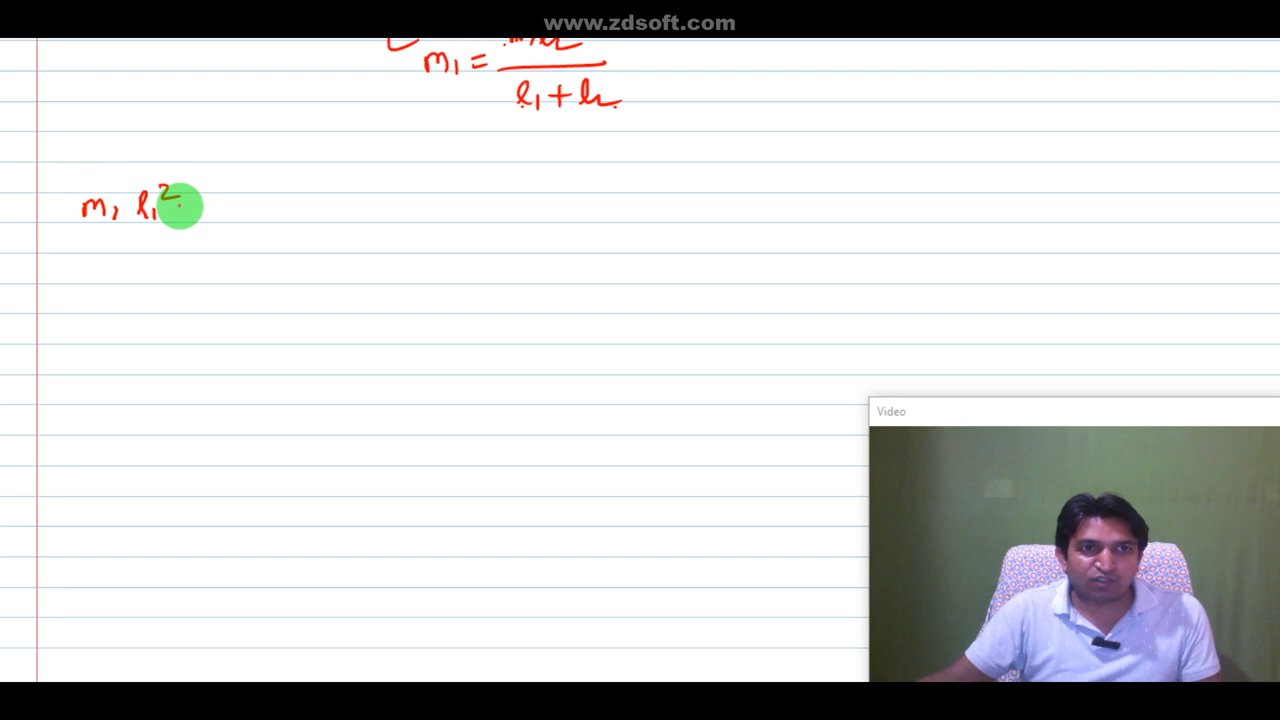 www.zdsoft.com
m₁ =
l₁ + l₂
m₁ l₁²
Video